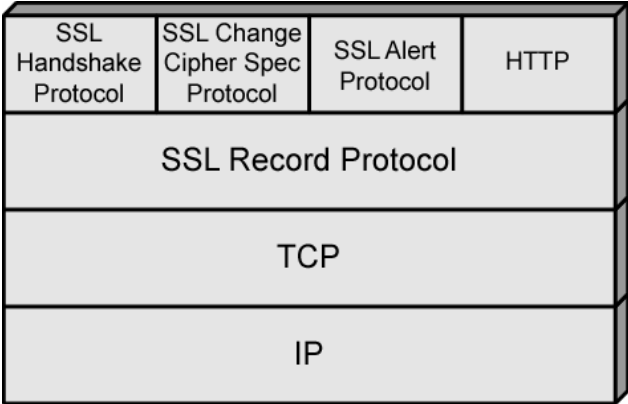 SSL
Handshake
Protocol
SSL Change
Cipher Spec
Protocol
SSL Alert
Protocol
HTTP
SSL Record Protocol
TCP
IP